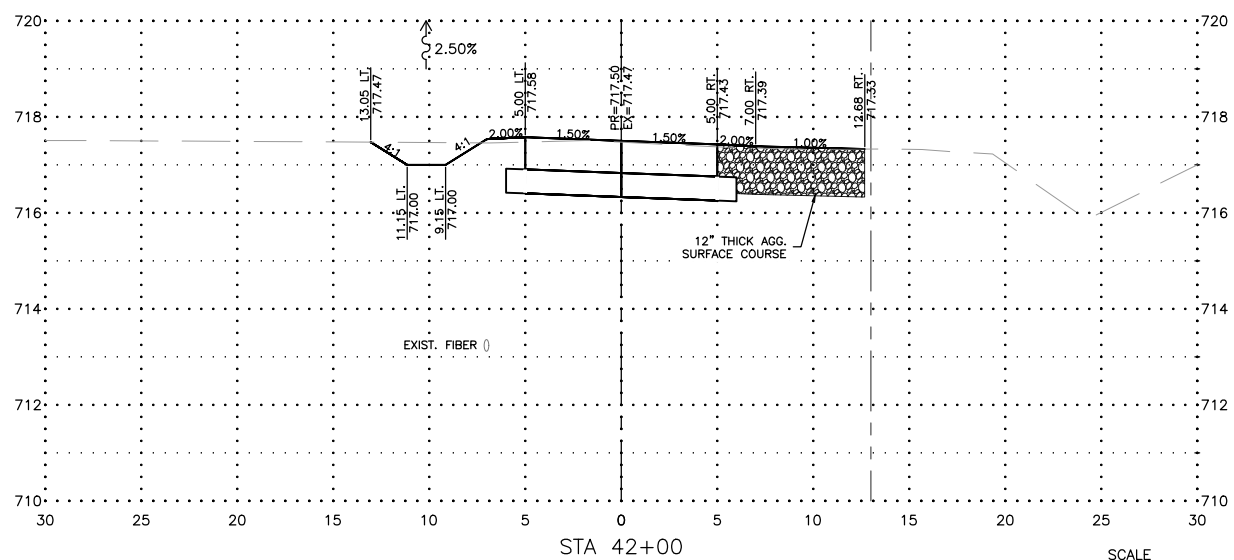 720
720
2.50%
13.05 LT.
717.47
5.00 LT.
717.58
PR=717.50
EX=717.47
5.00 RT.
717.43
7.00 RT.
717.39
12.68 RT.
717.33
718
718
4:1
4:1
2.00%
1.50%
1.50%
2.00%
1.00%
11.15 LT.
717.00
9.15 LT.
717.00
716
716
12" THICK AGG.
SURFACE COURSE
714
714
EXIST. FIBER
712
712
710
710
30
25
20
15
10
5
0
5
10
15
20
25
30
STA 42+00
SCALE